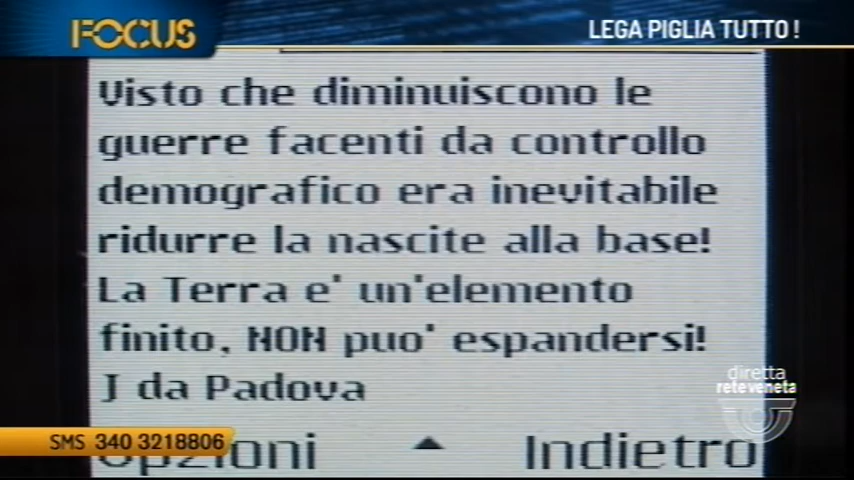 FOCUS
LEGA PIGLIA TUTTO!
Visto che diminuiscono le
guerre facenti da controllo
demografico era inevitabile
ridurre la nascite alla base!
La Terra e' un'elemento
finito, NON puo' espandersi!
J da Padova
diretta
reteveneta
SMS 340 3218806
Opzioni
Indietro